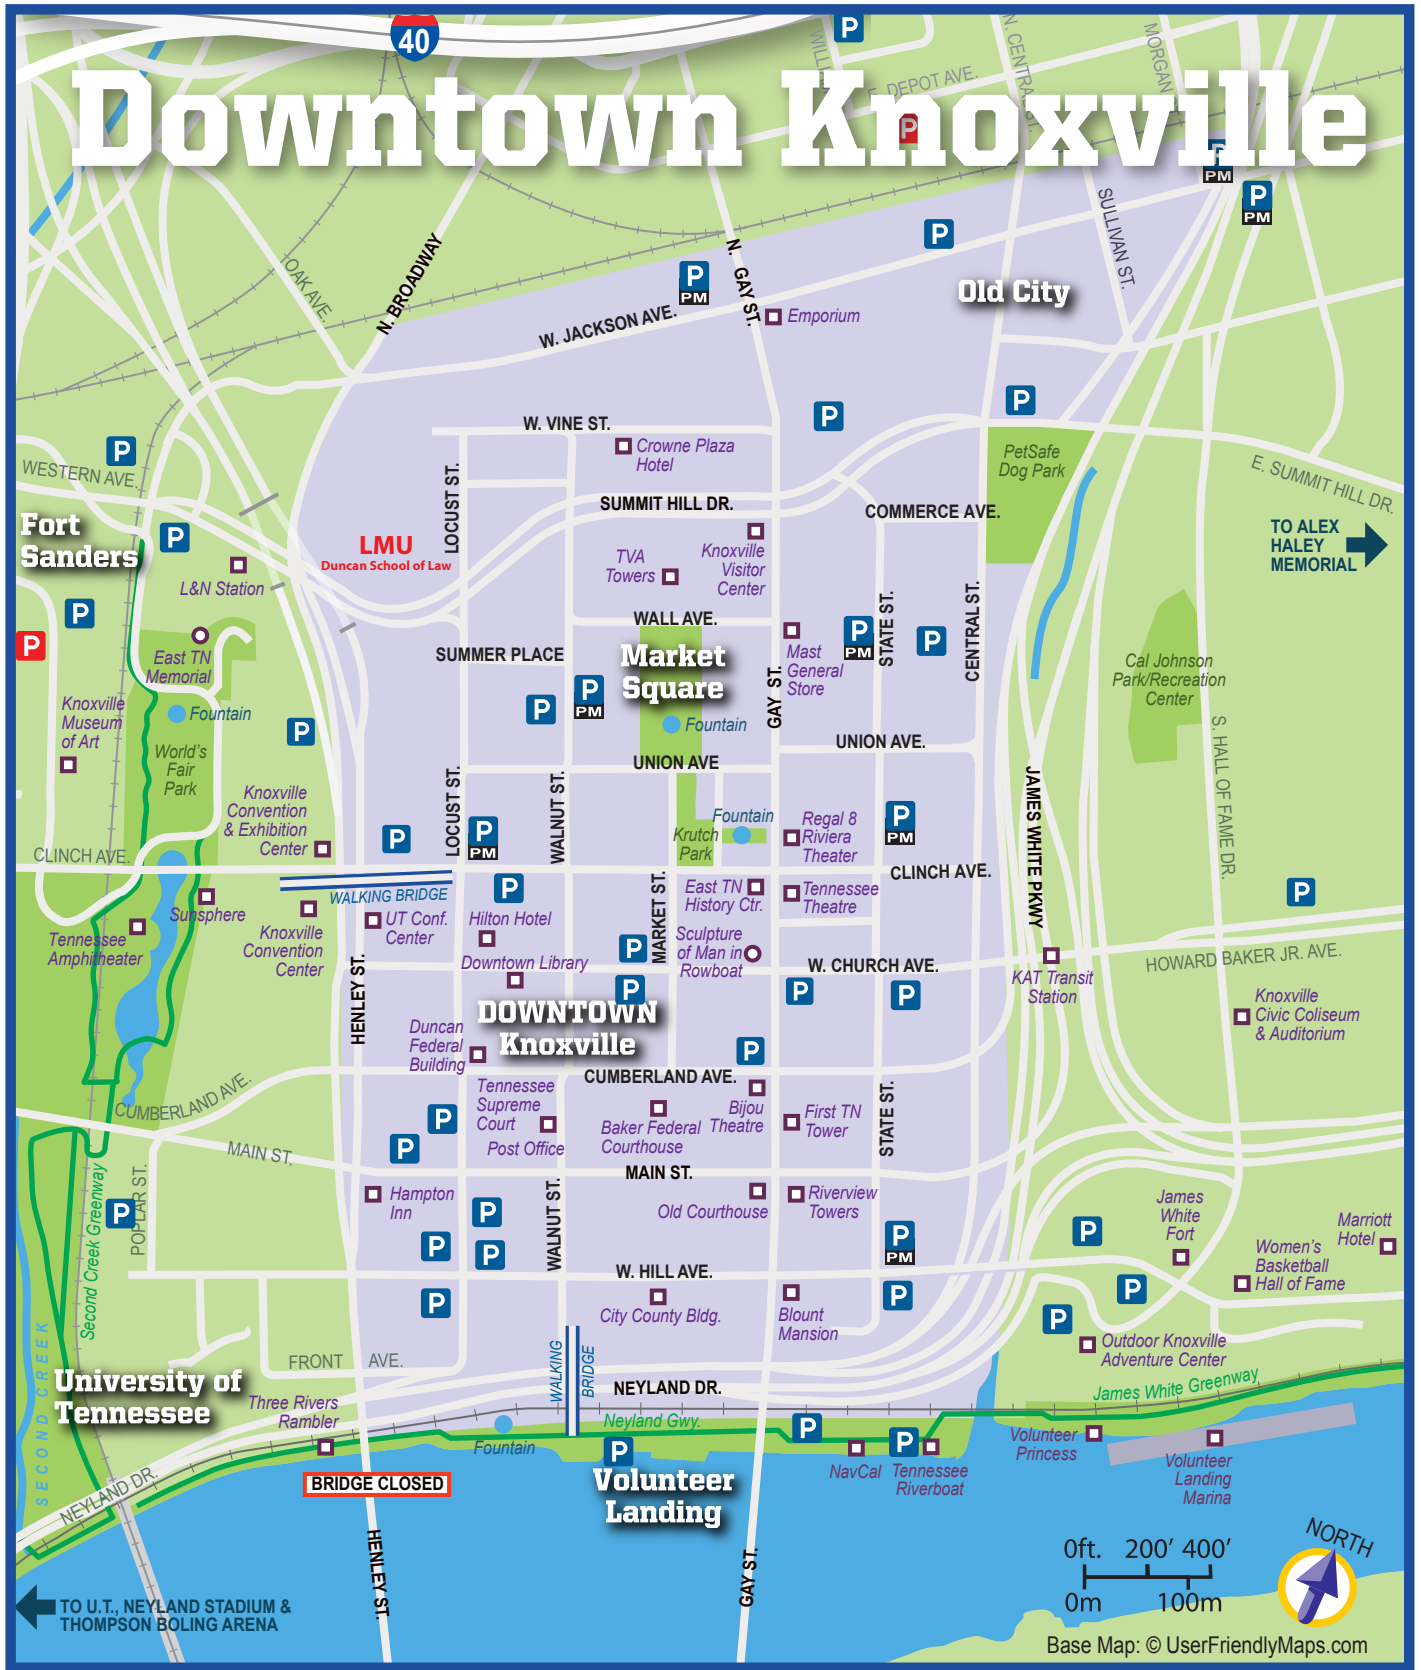 40
P
Downtown Knoxville
E. DEPOT AVE.
N. CENTRAL ST.
MORGAN
P
P
PM
P
PM
SULLIVAN ST.
P
N. GAY ST.
OAK AVE.
N. BROADWAY
P
PM
Old City
W. JACKSON AVE.
Emporium
P
P
W. VINE ST.
Crowne Plaza
Hotel
PetSafe
Dog Park
P
WESTERN AVE.
LOCUST ST.
E. SUMMIT HILL DR.
SUMMIT HILL DR.
COMMERCE AVE.
Fort
Sanders
P
LMU
Duncan School of Law
TO ALEX
HALEY
MEMORIAL
L&N Station
TVA
Towers
Knoxville
Visitor
Center
P
P
WALL AVE.
STATE ST.
CENTRAL ST.
P
PM
P
East TN
Memorial
SUMMER PLACE
Market
Square
Mast
General
Store
Cal Johnson
Park/Recreation
Center
Knoxville
Museum
of Art
Fountain
P
P
P
PM
Fountain
GAY ST.
S. HALL OF FAME DR.
World's
Fair
Park
UNION AVE
UNION AVE.
JAMES WHITE PKWY
Knoxville
Convention
& Exhibition
Center
P
LOCUST ST.
P
PM
WALNUT ST.
Krutch
Park
Fountain
Regal 8
Riviera
Theater
P
PM
CLINCH AVE.
CLINCH AVE.
WALKING BRIDGE
P
MARKET ST.
East TN
History Ctr.
Tennessee
Theatre
P
Sunsphere
Tennessee
Amphitheater
Knoxville
Convention
Center
UT Conf.
Center
Hilton Hotel
P
Sculpture
of Man in
Rowboat
W. CHURCH AVE.
HOWARD BAKER JR. AVE.
HENLEY ST.
Downtown Library
P
P
P
KAT Transit
Station
DOWNTOWN
Knoxville
Knoxville
Civic Coliseum
& Auditorium
Duncan
Federal
Building
P
CUMBERLAND AVE.
CUMBERLAND AVE.
Tennessee
Supreme
Court
Post Office
Baker Federal
Courthouse
Bijou
Theatre
First TN
Tower
STATE ST.
P
P
MAIN ST.
MAIN ST.
Second Creek Greenway
P
POPLAR ST.
Hampton
Inn
P
WALNUT ST.
Old Courthouse
Riverview
Towers
James
White
Fort
Marriott
Hotel
P
P
P
PM
P
Women's
Basketball
Hall of Fame
W. HILL AVE.
P
City County Bldg.
Blount
Mansion
P
P
P
SECOND CREEK
FRONT AVE.
WALKING
BRIDGE
Outdoor Knoxville
Adventure Center
University of
Tennessee
NEYLAND DR.
James White Greenway
Three Rivers
Rambler
Fountain
Neyland Gwy.
P
P
P
NavCal
Tennessee
Riverboat
Volunteer
Princess
Volunteer
Landing
Marina
BRIDGE CLOSED
Volunteer
Landing
NEYLAND DR.
HENLEY ST.
GAY ST.
NORTH
0ft. 200' 400'
0m 100m
TO U.T., NEYLAND STADIUM &
THOMPSON BOLING ARENA
Base Map: © UserFriendlyMaps.com